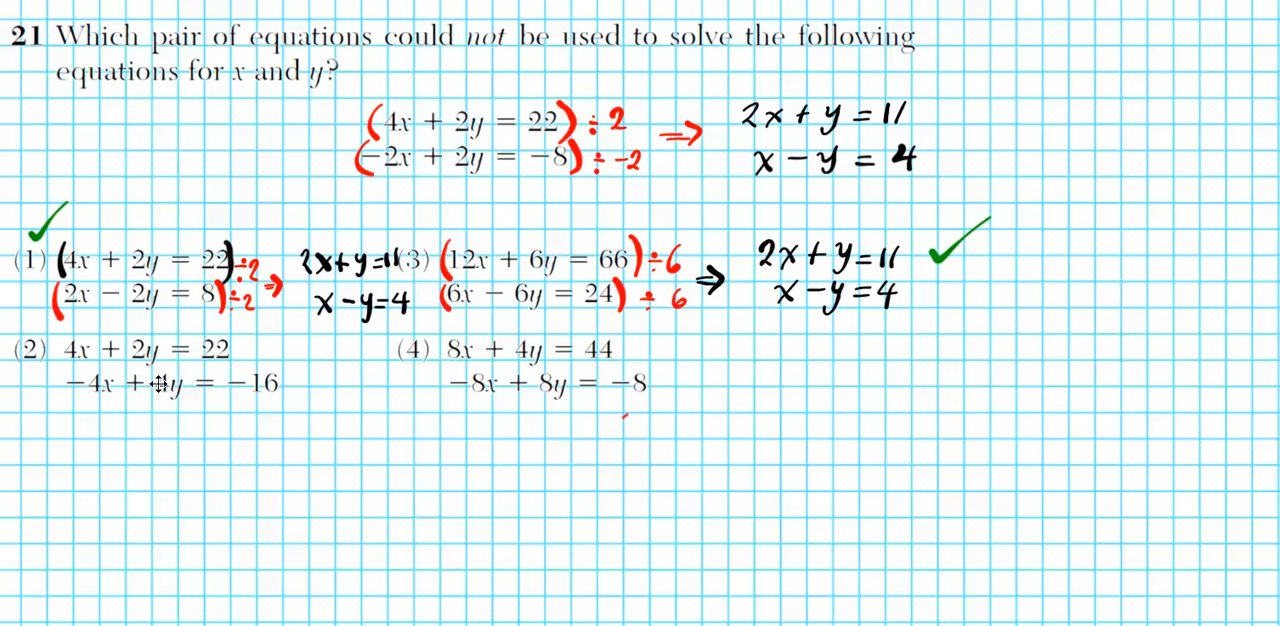 21 Which pair of equations could not be used to solve the following
equations for x and y?
(4x + 2y = 22) ÷ 2 ⇒ 2x + y = 11
(−2x + 2y = −8) ÷ −2 x − y = 4
(1) (4x + 2y = 22) ÷2 ⇒ 2x+y=11
(2x − 2y = 8) ÷2 x−y=4
(2) 4x + 2y = 22
−4x + y = −16
(3) (12x + 6y = 66) ÷6 ⇒ 2x+y=11
(6x − 6y = 24) ÷ 6 x−y=4
(4) 8x + 4y = 44
−8x + 8y = −8